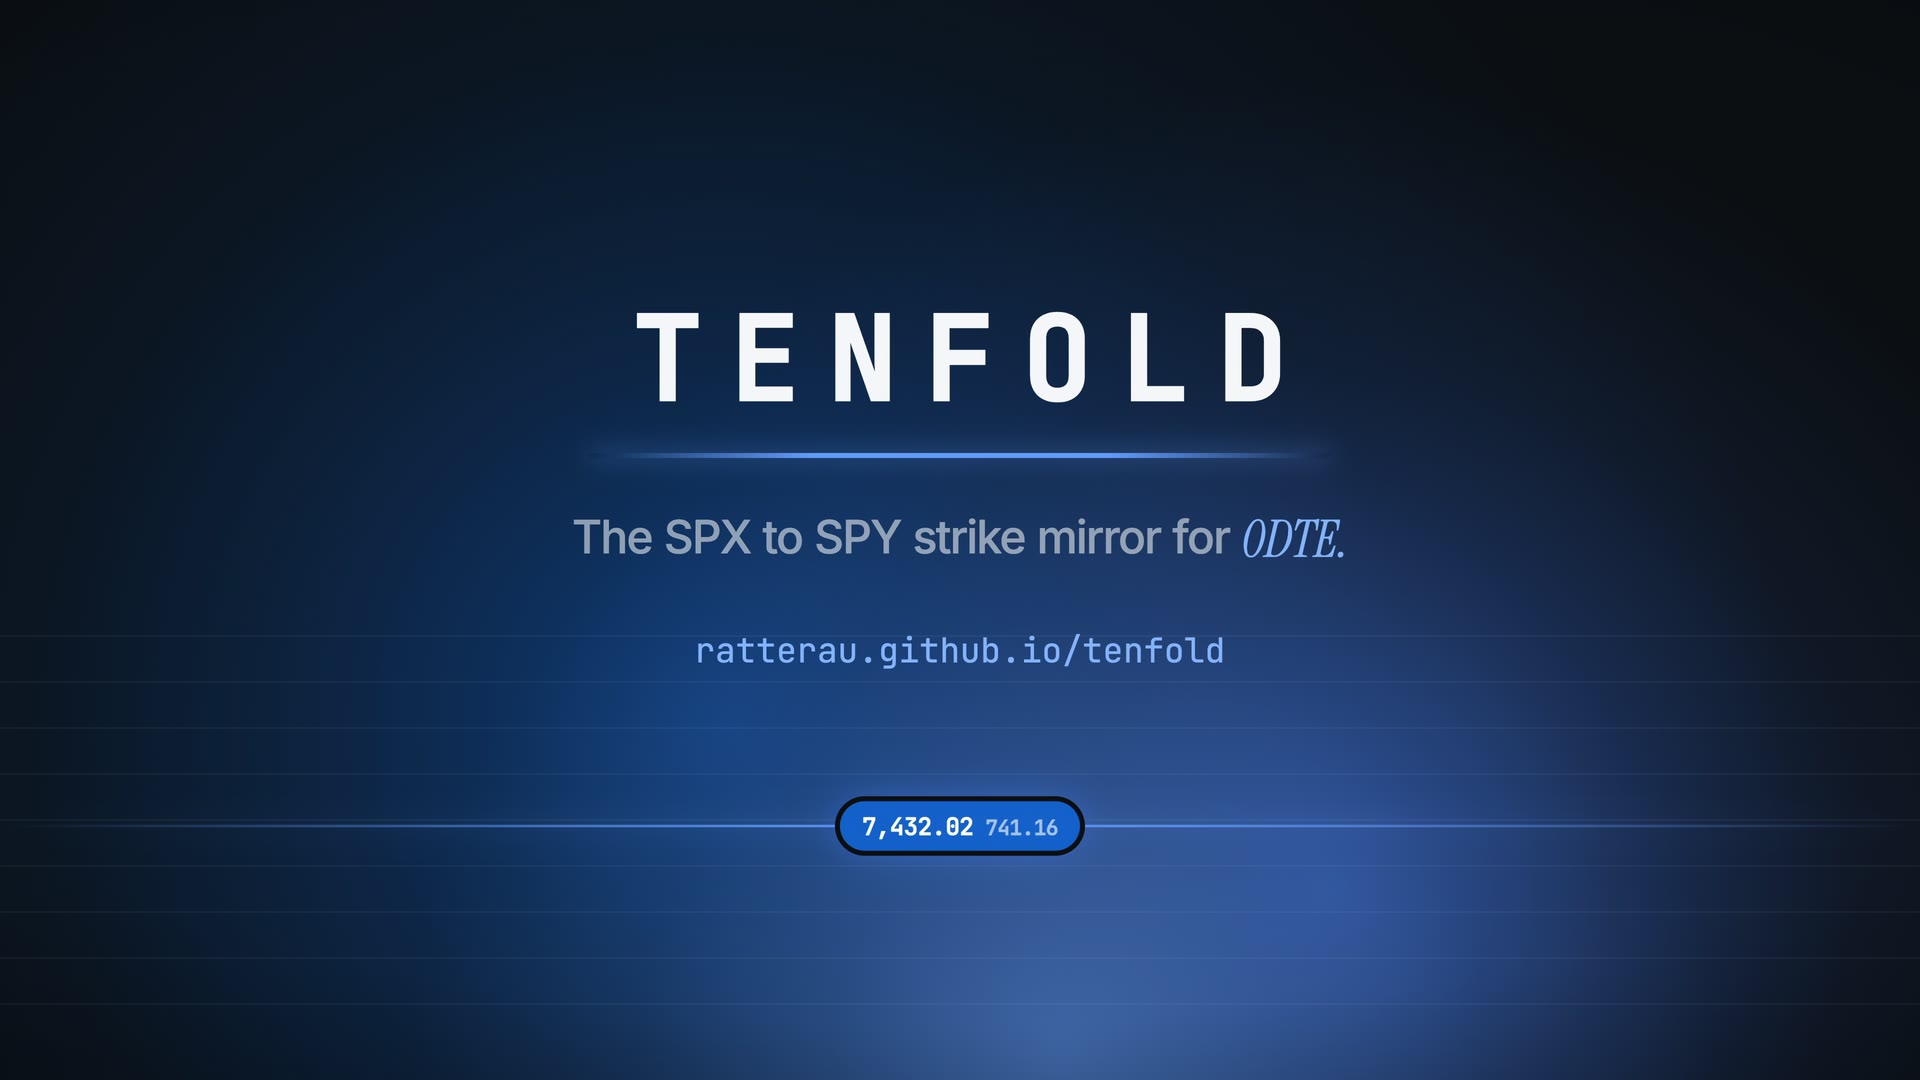 TENFOLD
The SPX to SPY strike mirror for 0DTE.
ratterau.github.io/tenfold
7,432.02 741.16